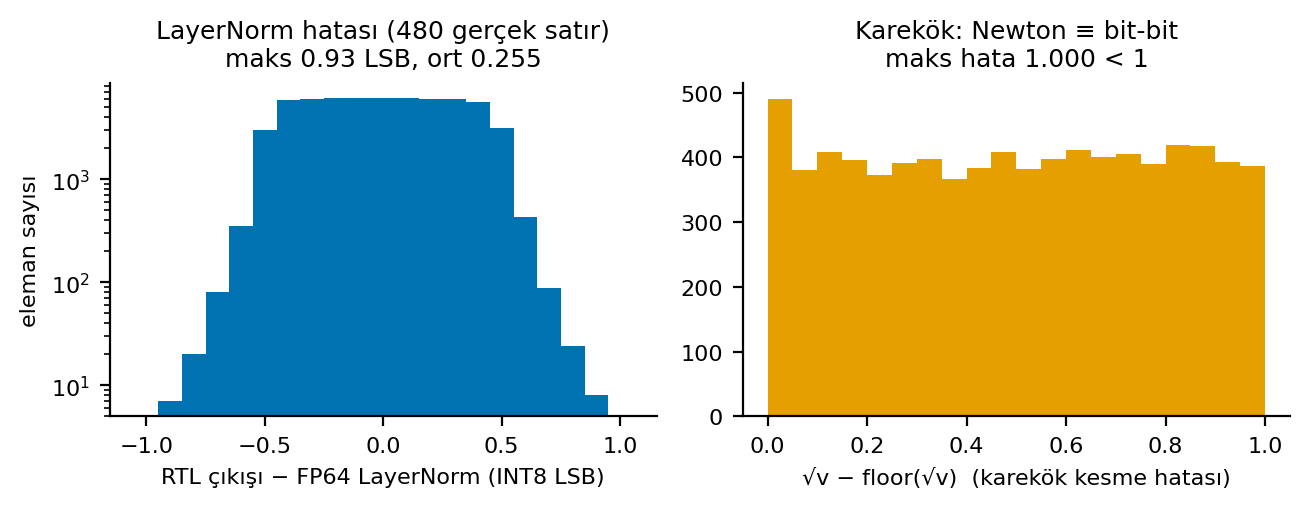 LayerNorm hatası (480 gerçek satır)
maks 0.93 LSB, ort 0.255
eleman sayısı
10³
10²
10¹
−1.0 −0.5 0.0 0.5 1.0
RTL çıkışı − FP64 LayerNorm (INT8 LSB)
Karekök: Newton ≡ bit-bit
maks hata 1.000 < 1
500
400
300
200
100
0
0.0 0.2 0.4 0.6 0.8 1.0
√v − floor(√v) (karekök kesme hatası)